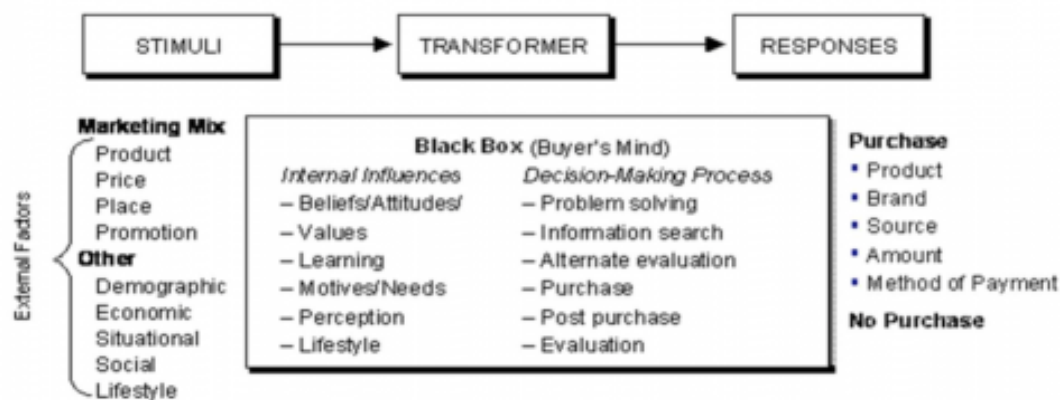 STIMULI
TRANSFORMER
RESPONSES
External Factors
Marketing Mix
Product
Price
Place
Promotion
Other
Demographic
Economic
Situational
Social
Lifestyle
Black Box (Buyer's Mind)
Internal Influences
– Beliefs/Attitudes/
– Values
– Learning
– Motives/Needs
– Perception
– Lifestyle
Decision-Making Process
– Problem solving
– Information search
– Alternate evaluation
– Purchase
– Post purchase
– Evaluation
Purchase
• Product
• Brand
• Source
• Amount
• Method of Payment
No Purchase